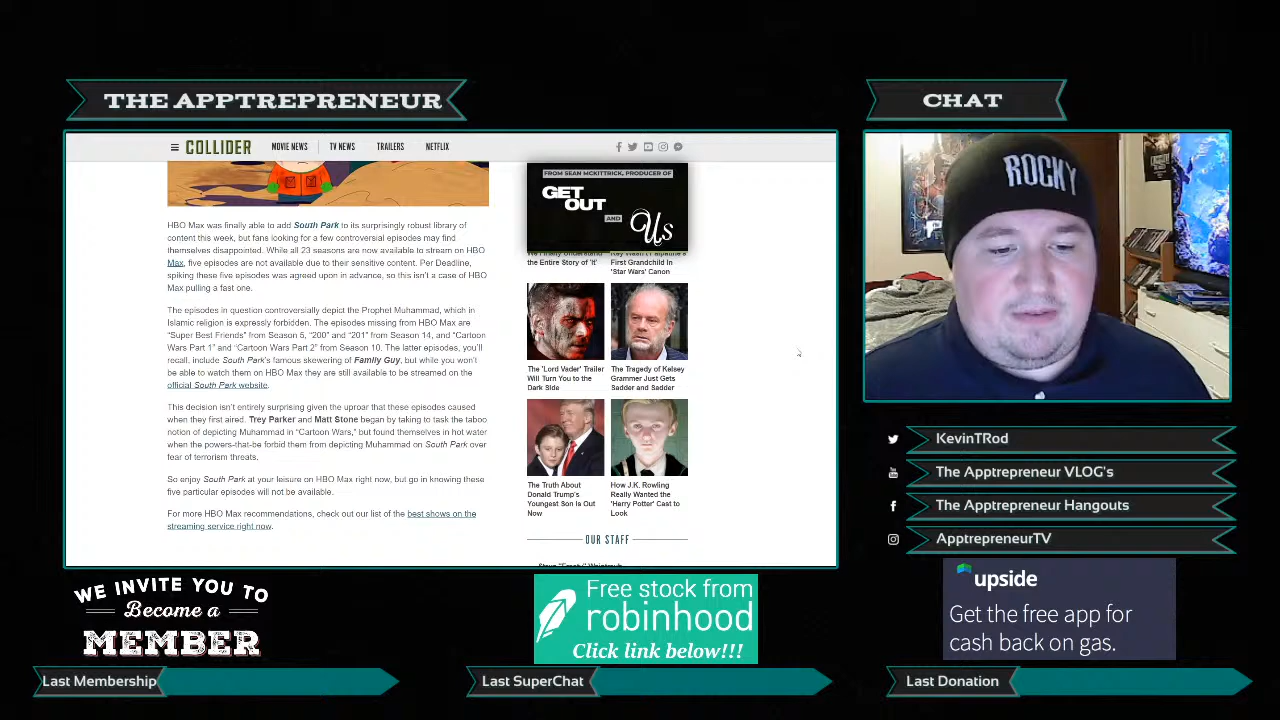 THE APPTREPRENEUR
CHAT
COLLIDER
MOVIE NEWS
TV NEWS
TRAILERS
NETFLIX
HBO Max was finally able to add South Park to its surprisingly robust library of
content this week, but fans looking for a few controversial episodes may find
themselves disappointed. While all 23 seasons are now available to stream on HBO
Max, five episodes are not available due to their sensitive content. Per Deadline,
spiking these five episodes was agreed upon in advance, so this isn't a case of HBO
Max pulling a fast one.
The episodes in question controversially depict the Prophet Muhammad, which in
Islamic religion is expressly forbidden. The episodes missing from HBO Max are
"Super Best Friends" from Season 5, "200" and "201" from Season 14, and "Cartoon
Wars Part 1" and "Cartoon Wars Part 2" from Season 10. The latter episodes, you'll
recall, include South Park's famous skewering of Family Guy, but while you won't
be able to watch them on HBO Max they are still available to be streamed on the
official South Park website.
This decision isn't entirely surprising given the uproar that these episodes caused
when they first aired. Trey Parker and Matt Stone began by taking to task the taboo
notion of depicting Muhammad in "Cartoon Wars," but found themselves in hot water
when the powers-that-be forbid them from depicting Muhammad on South Park over
fear of terrorism threats.
So enjoy South Park at your leisure on HBO Max right now, but go in knowing these
five particular episodes will not be available.
For more HBO Max recommendations, check out our list of the best shows on the
streaming service right now.
FROM SEAN MCKITTRICK, PRODUCER OF
GET
OUT
AND
Us
the Entire Story of 'It'
First Grandchild In
'Star Wars' Canon
The 'Lord Vader' Trailer
Will Turn You to the
Dark Side
The Tragedy of Kelsey
Grammer Just Gets
Sadder and Sadder
The Truth About
Donald Trump's
Youngest Son Is Out
Now
How J.K. Rowling
Really Wanted the
'Harry Potter' Cast to
Look
OUR STAFF
ROCKY
KevinTRod
The Apptrepreneur VLOG's
The Apptrepreneur Hangouts
ApptrepreneurTV
WE INVITE YOU TO
Become a
MEMBER
Free stock from
robinhood
Click link below!!!
upside
Get the free app for
cash back on gas.
Last Membership
Last SuperChat
Last Donation